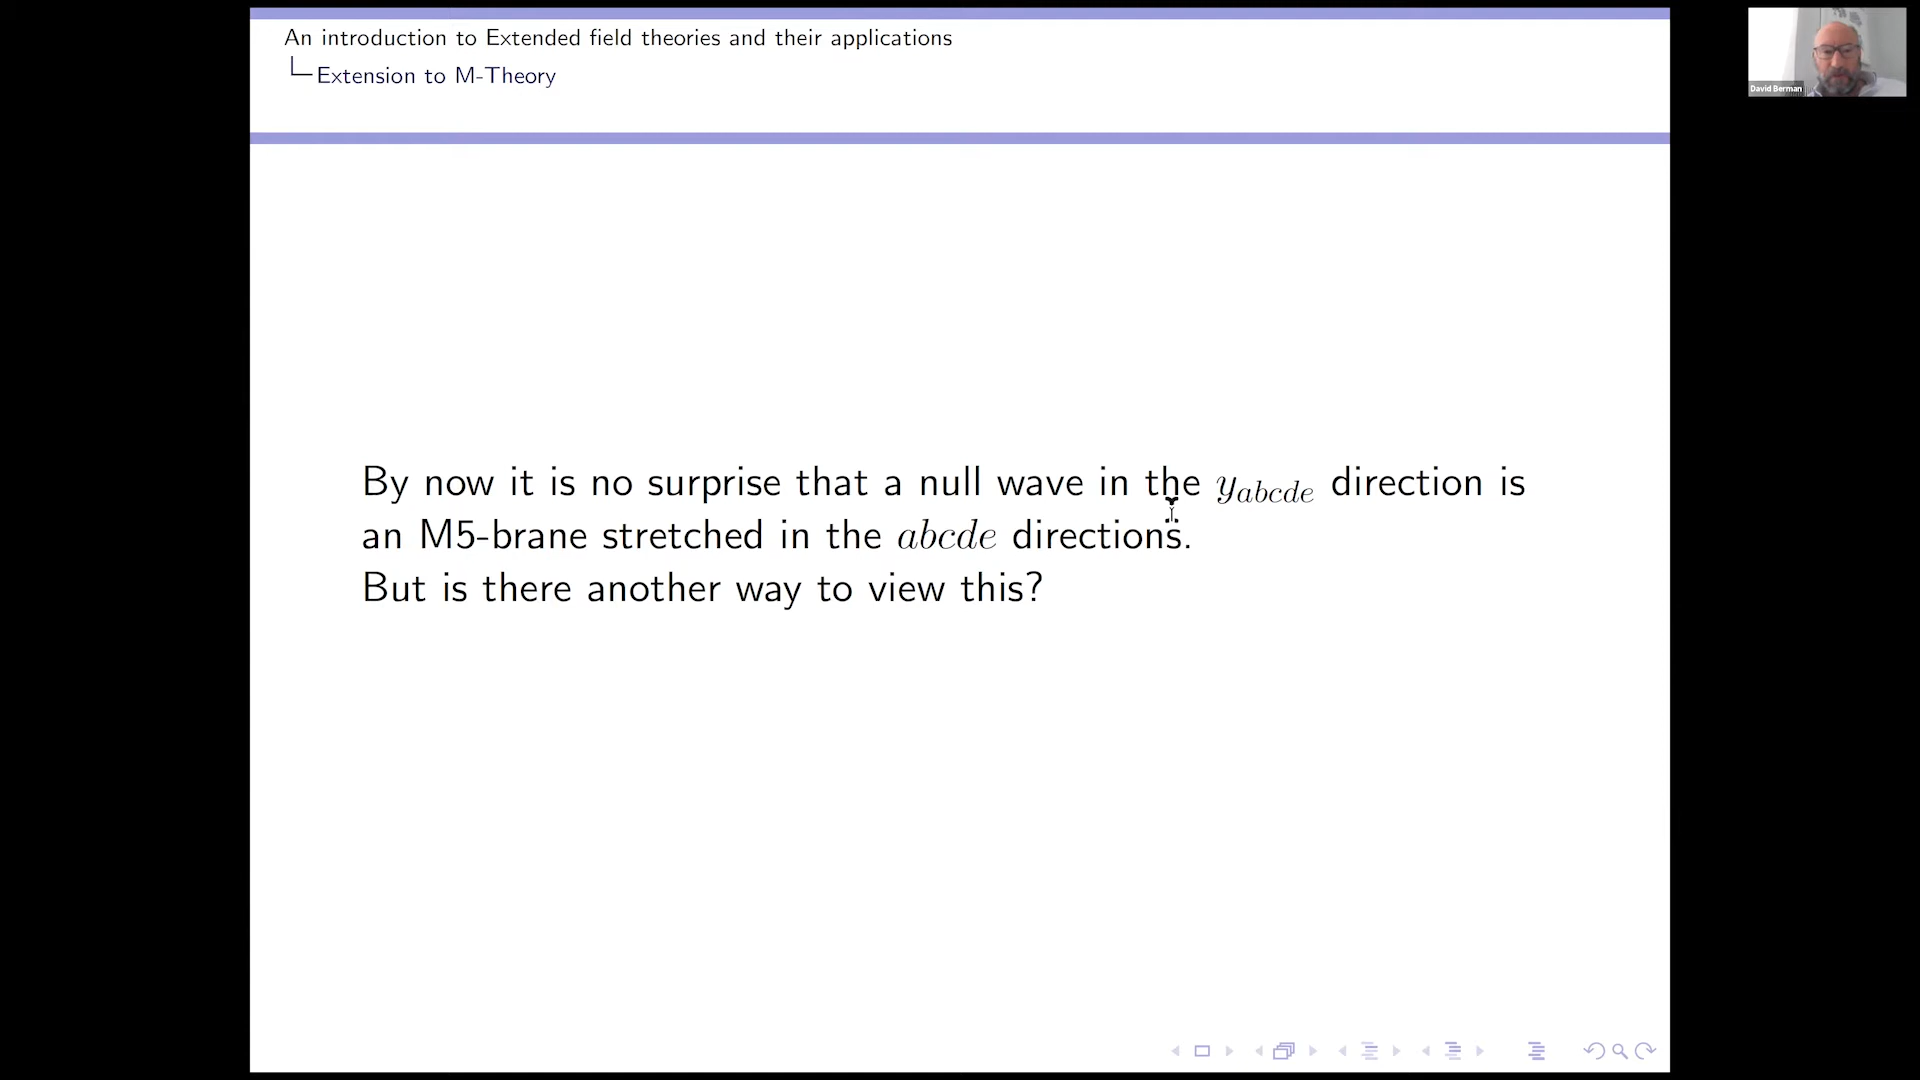 An introduction to Extended field theories and their applications
Extension to M-Theory
David Berman
By now it is no surprise that a null wave in the y_{abcde} direction is
an M5-brane stretched in the abcde directions.
But is there another way to view this?